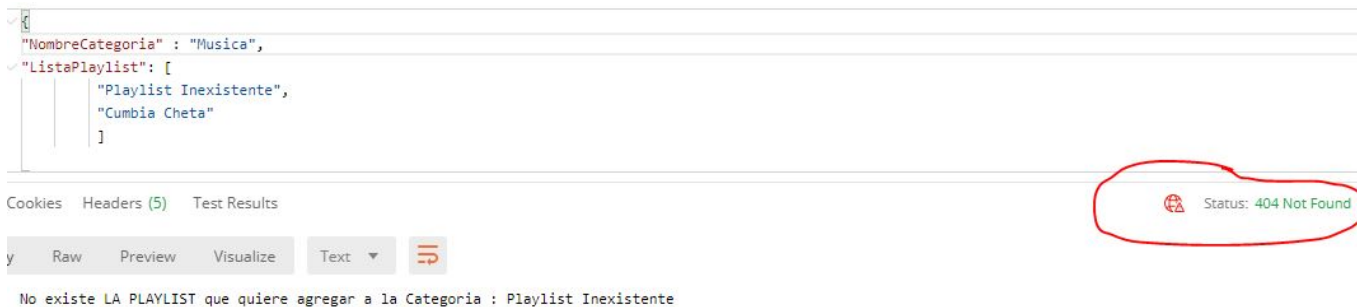 {
"NombreCategoria" : "Musica",
"ListaPlaylist": [
"Playlist Inexistente",
"Cumbia Cheta"
]
Cookies Headers (5) Test Results Status: 404 Not Found
y Raw Preview Visualize Text
No existe LA PLAYLIST que quiere agregar a la Categoria : Playlist Inexistente